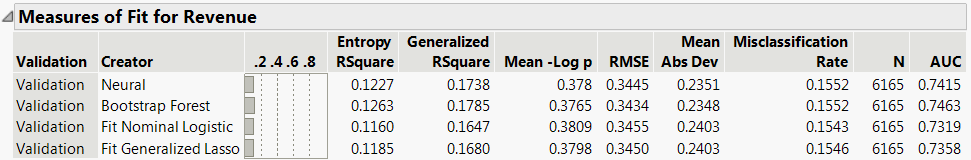 Measures of Fit for Revenue
Entropy Generalized Mean Misclassification
Validation Creator .2 .4 .6 .8 RSquare RSquare Mean -Log p RMSE Abs Dev Rate N AUC
Validation Neural 0.1227 0.1738 0.378 0.3445 0.2351 0.1552 6165 0.7415
Validation Bootstrap Forest 0.1263 0.1785 0.3765 0.3434 0.2348 0.1552 6165 0.7463
Validation Fit Nominal Logistic 0.1160 0.1647 0.3809 0.3455 0.2403 0.1543 6165 0.7319
Validation Fit Generalized Lasso 0.1185 0.1680 0.3798 0.3450 0.2403 0.1546 6165 0.7358